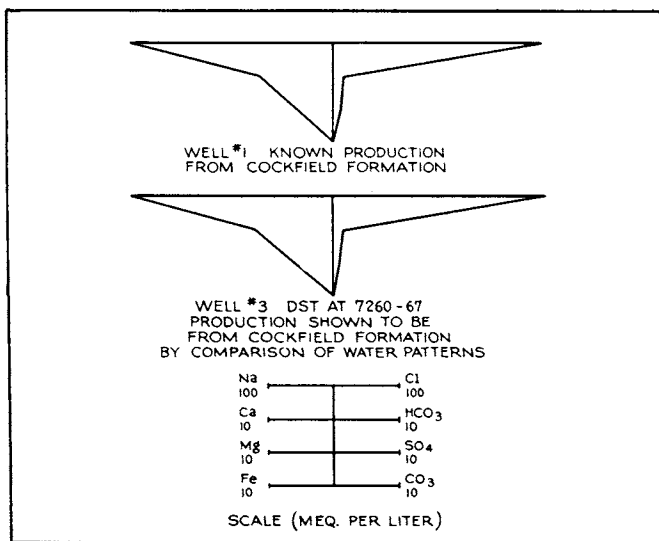 WELL #1 KNOWN PRODUCTION
FROM COCKFIELD FORMATION
WELL #3 DST AT 7260-67
PRODUCTION SHOWN TO BE
FROM COCKFIELD FORMATION
BY COMPARISON OF WATER PATTERNS
Na Cl
100 100
Ca HCO3
10 10
Mg SO4
10 10
Fe CO3
10 10
SCALE (MEQ. PER LITER)